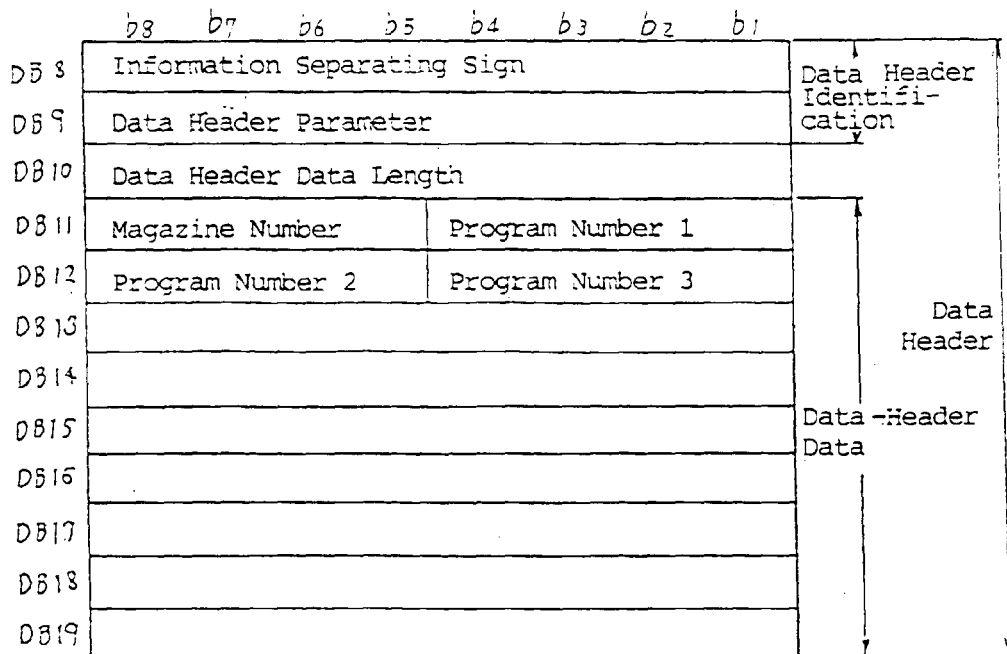 b8 b7 b6 b5 b4 b3 b2 b1
DB8 Information Separating Sign
Data Header
Identifi-
cation
DB9 Data Header Parameter
DB10 Data Header Data Length
DB11 Magazine Number Program Number 1
DB12 Program Number 2 Program Number 3
DB13
Data
Header
DB14
DB15
Data-Header
Data
DB16
DB17
DB18
DB19